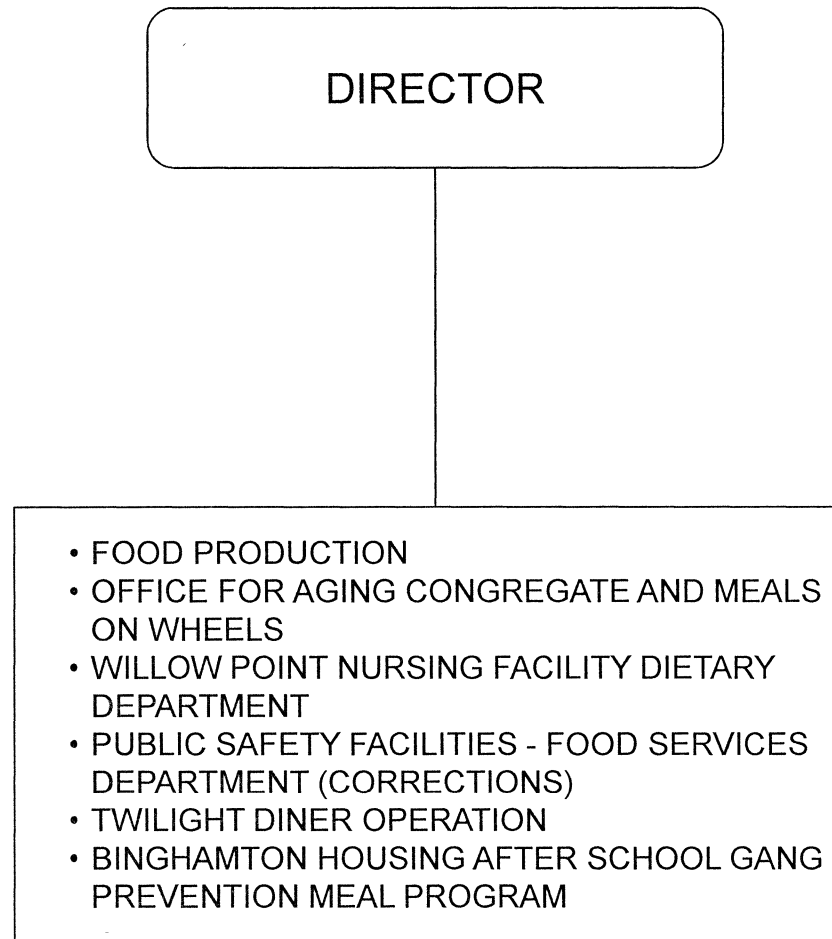 DIRECTOR
• FOOD PRODUCTION
• OFFICE FOR AGING CONGREGATE AND MEALS
ON WHEELS
• WILLOW POINT NURSING FACILITY DIETARY
DEPARTMENT
• PUBLIC SAFETY FACILITIES - FOOD SERVICES
DEPARTMENT (CORRECTIONS)
• TWILIGHT DINER OPERATION
• BINGHAMTON HOUSING AFTER SCHOOL GANG
PREVENTION MEAL PROGRAM